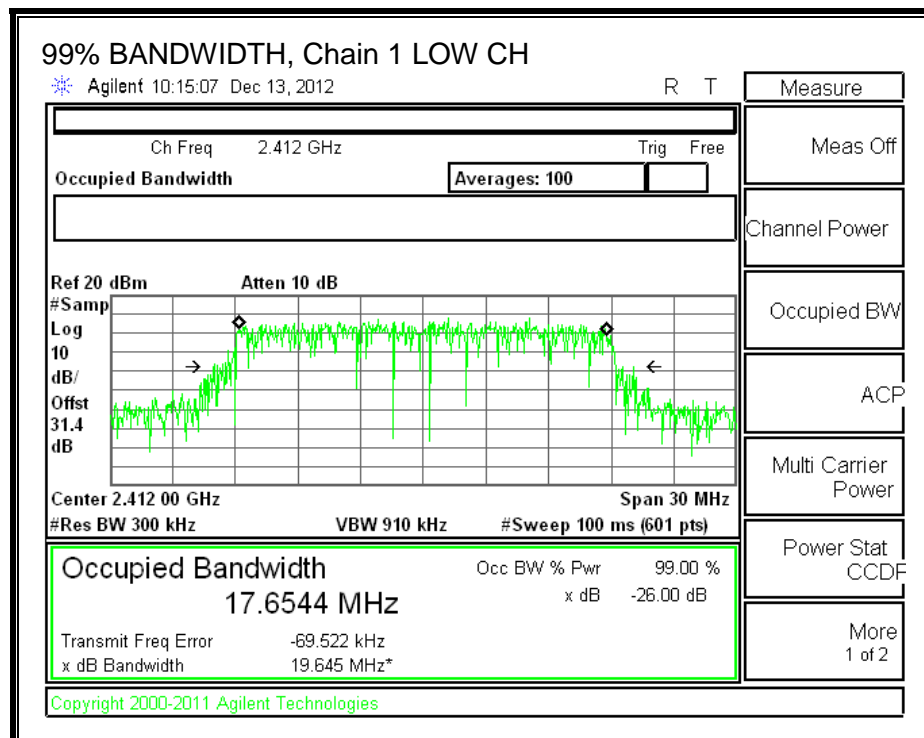 99% BANDWIDTH, Chain 1 LOW CH
Agilent 10:15:07 Dec 13, 2012 R T
Measure
Ch Freq 2.412 GHz Trig Free
Occupied Bandwidth Averages: 100
Ref 20 dBm Atten 10 dB
#Samp
Log
10
dB/
Offst
31.4
dB
Center 2.412 00 GHz Span 30 MHz
#Res BW 300 kHz VBW 910 kHz #Sweep 100 ms (601 pts)
Occupied Bandwidth Occ BW % Pwr 99.00 %
17.6544 MHz x dB -26.00 dB
Transmit Freq Error -69.522 kHz
x dB Bandwidth 19.645 MHz*
Meas Off
Channel Power
Occupied BW
ACP
Multi Carrier
Power
Power Stat
CCDF
More
1 of 2
Copyright 2000-2011 Agilent Technologies